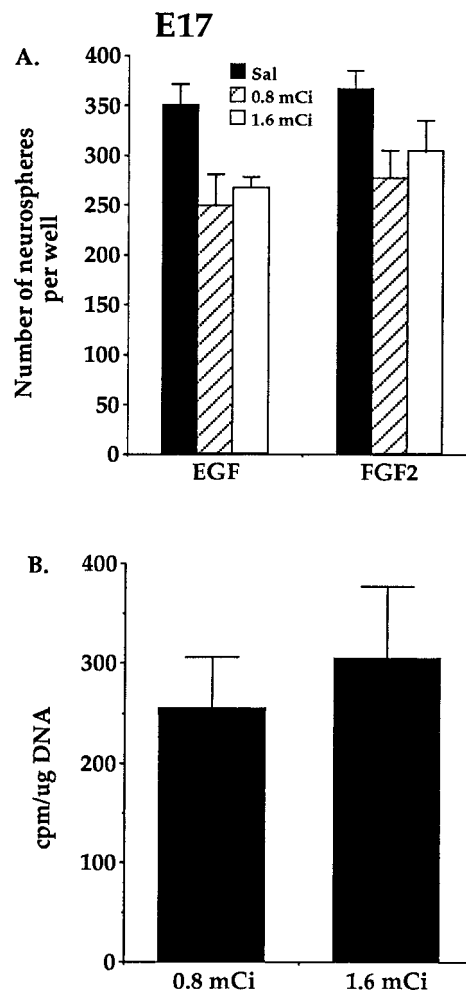 E17
A.
Sal
0.8 mCi
1.6 mCi
Number of neurospheres
per well
400
350
300
250
200
150
100
50
0
EGF
FGF2
B.
cpm/ug DNA
400
300
200
100
0
0.8 mCi
1.6 mCi